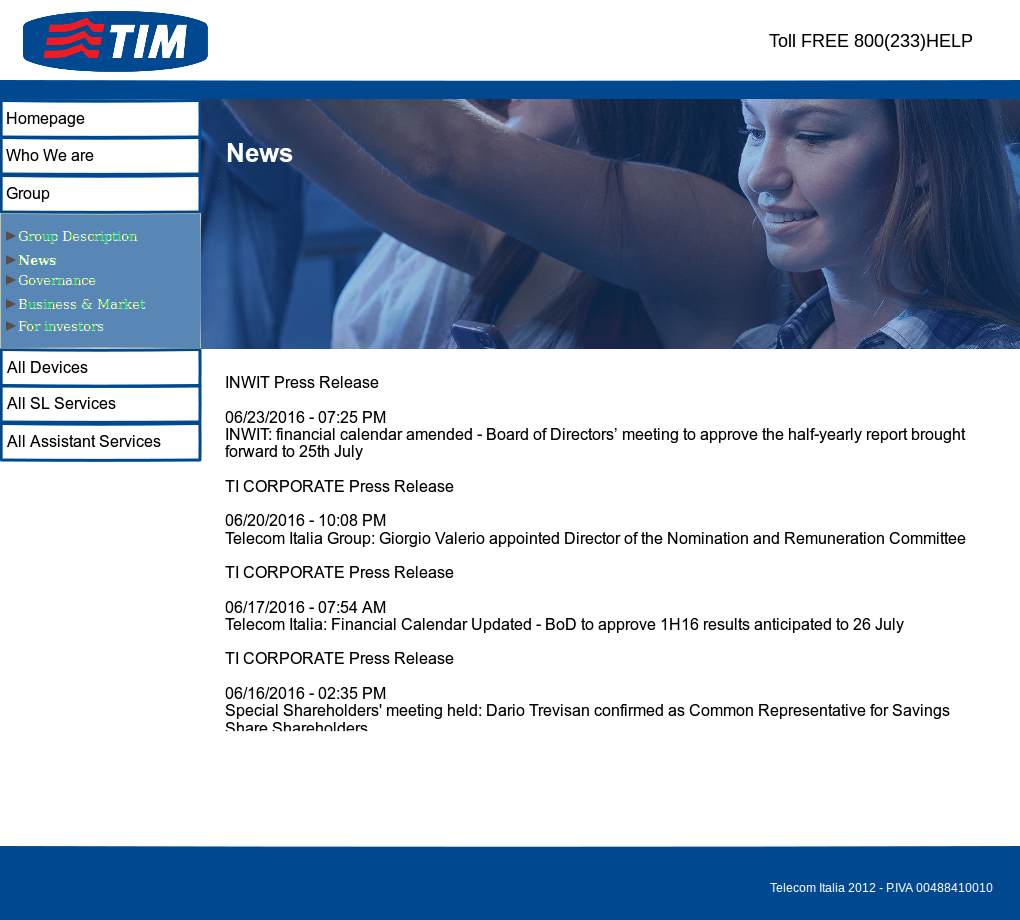 TIM
Toll FREE 800(233)HELP
Homepage
Who We are
Group
Group Description
News
Governance
Business & Market
For investors
All Devices
All SL Services
All Assistant Services
News
INWIT Press Release
06/23/2016 - 07:25 PM
INWIT: financial calendar amended - Board of Directors’ meeting to approve the half-yearly report brought
forward to 25th July
TI CORPORATE Press Release
06/20/2016 - 10:08 PM
Telecom Italia Group: Giorgio Valerio appointed Director of the Nomination and Remuneration Committee
TI CORPORATE Press Release
06/17/2016 - 07:54 AM
Telecom Italia: Financial Calendar Updated - BoD to approve 1H16 results anticipated to 26 July
TI CORPORATE Press Release
06/16/2016 - 02:35 PM
Special Shareholders' meeting held: Dario Trevisan confirmed as Common Representative for Savings
Share Shareholders
Telecom Italia 2012 - P.IVA 00488410010